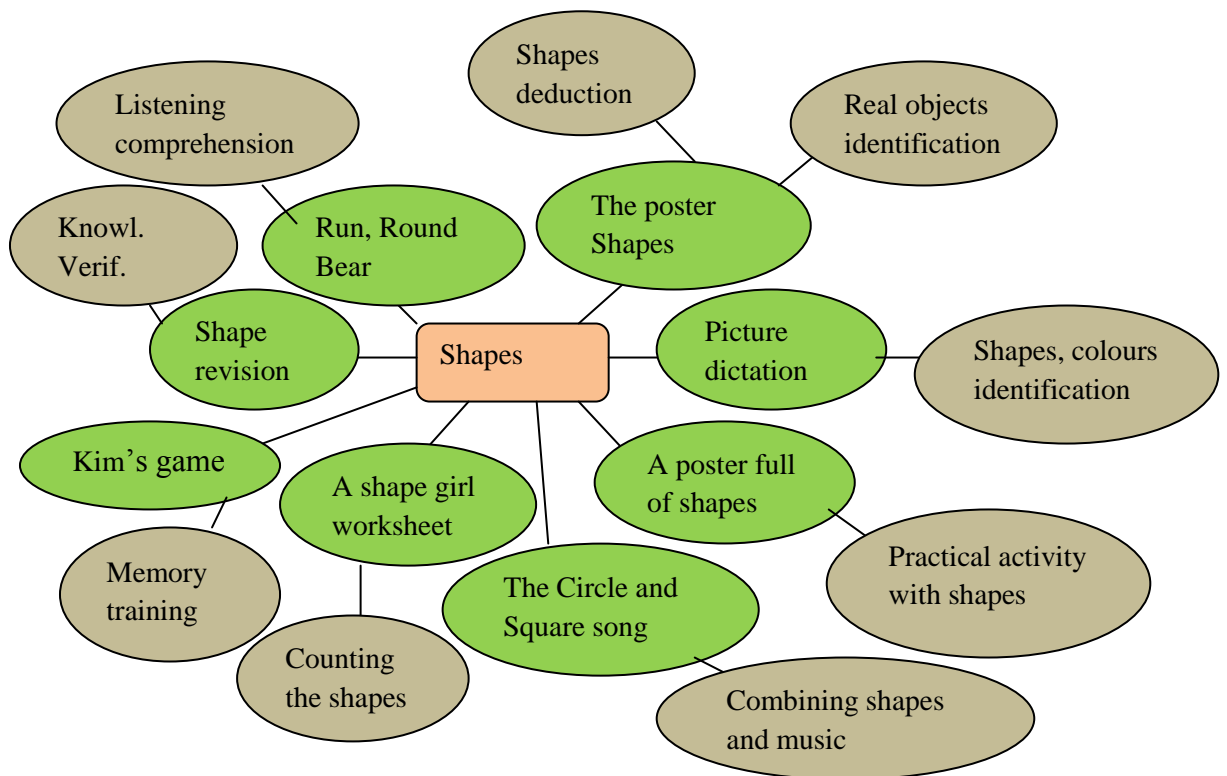 Shapes
deduction
Real objects
identification
Listening
comprehension
The poster
Shapes
Run, Round
Bear
Knowl.
Verif.
Shape
revision
Shapes
Picture
dictation
Shapes, colours
identification
Kim’s game
A shape girl
worksheet
A poster full
of shapes
Memory
training
The Circle and
Square song
Practical activity
with shapes
Counting
the shapes
Combining shapes
and music